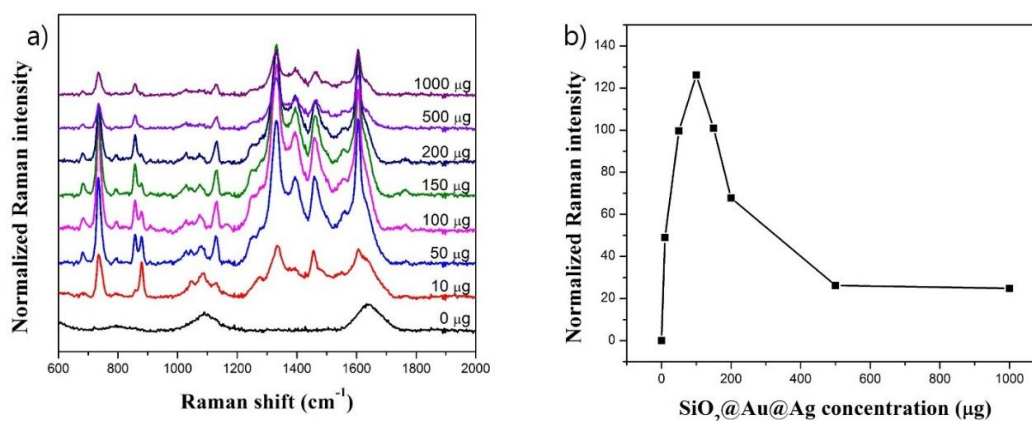 a)
Normalized Raman intensity
1000 µg
500 µg
200 µg
150 µg
100 µg
50 µg
10 µg
0 µg
600 800 1000 1200 1400 1600 1800 2000
Raman shift (cm⁻¹)
b)
Normalized Raman intensity
140
120
100
80
60
40
20
0
0 200 400 600 800 1000
SiO₂@Au@Ag concentration (µg)